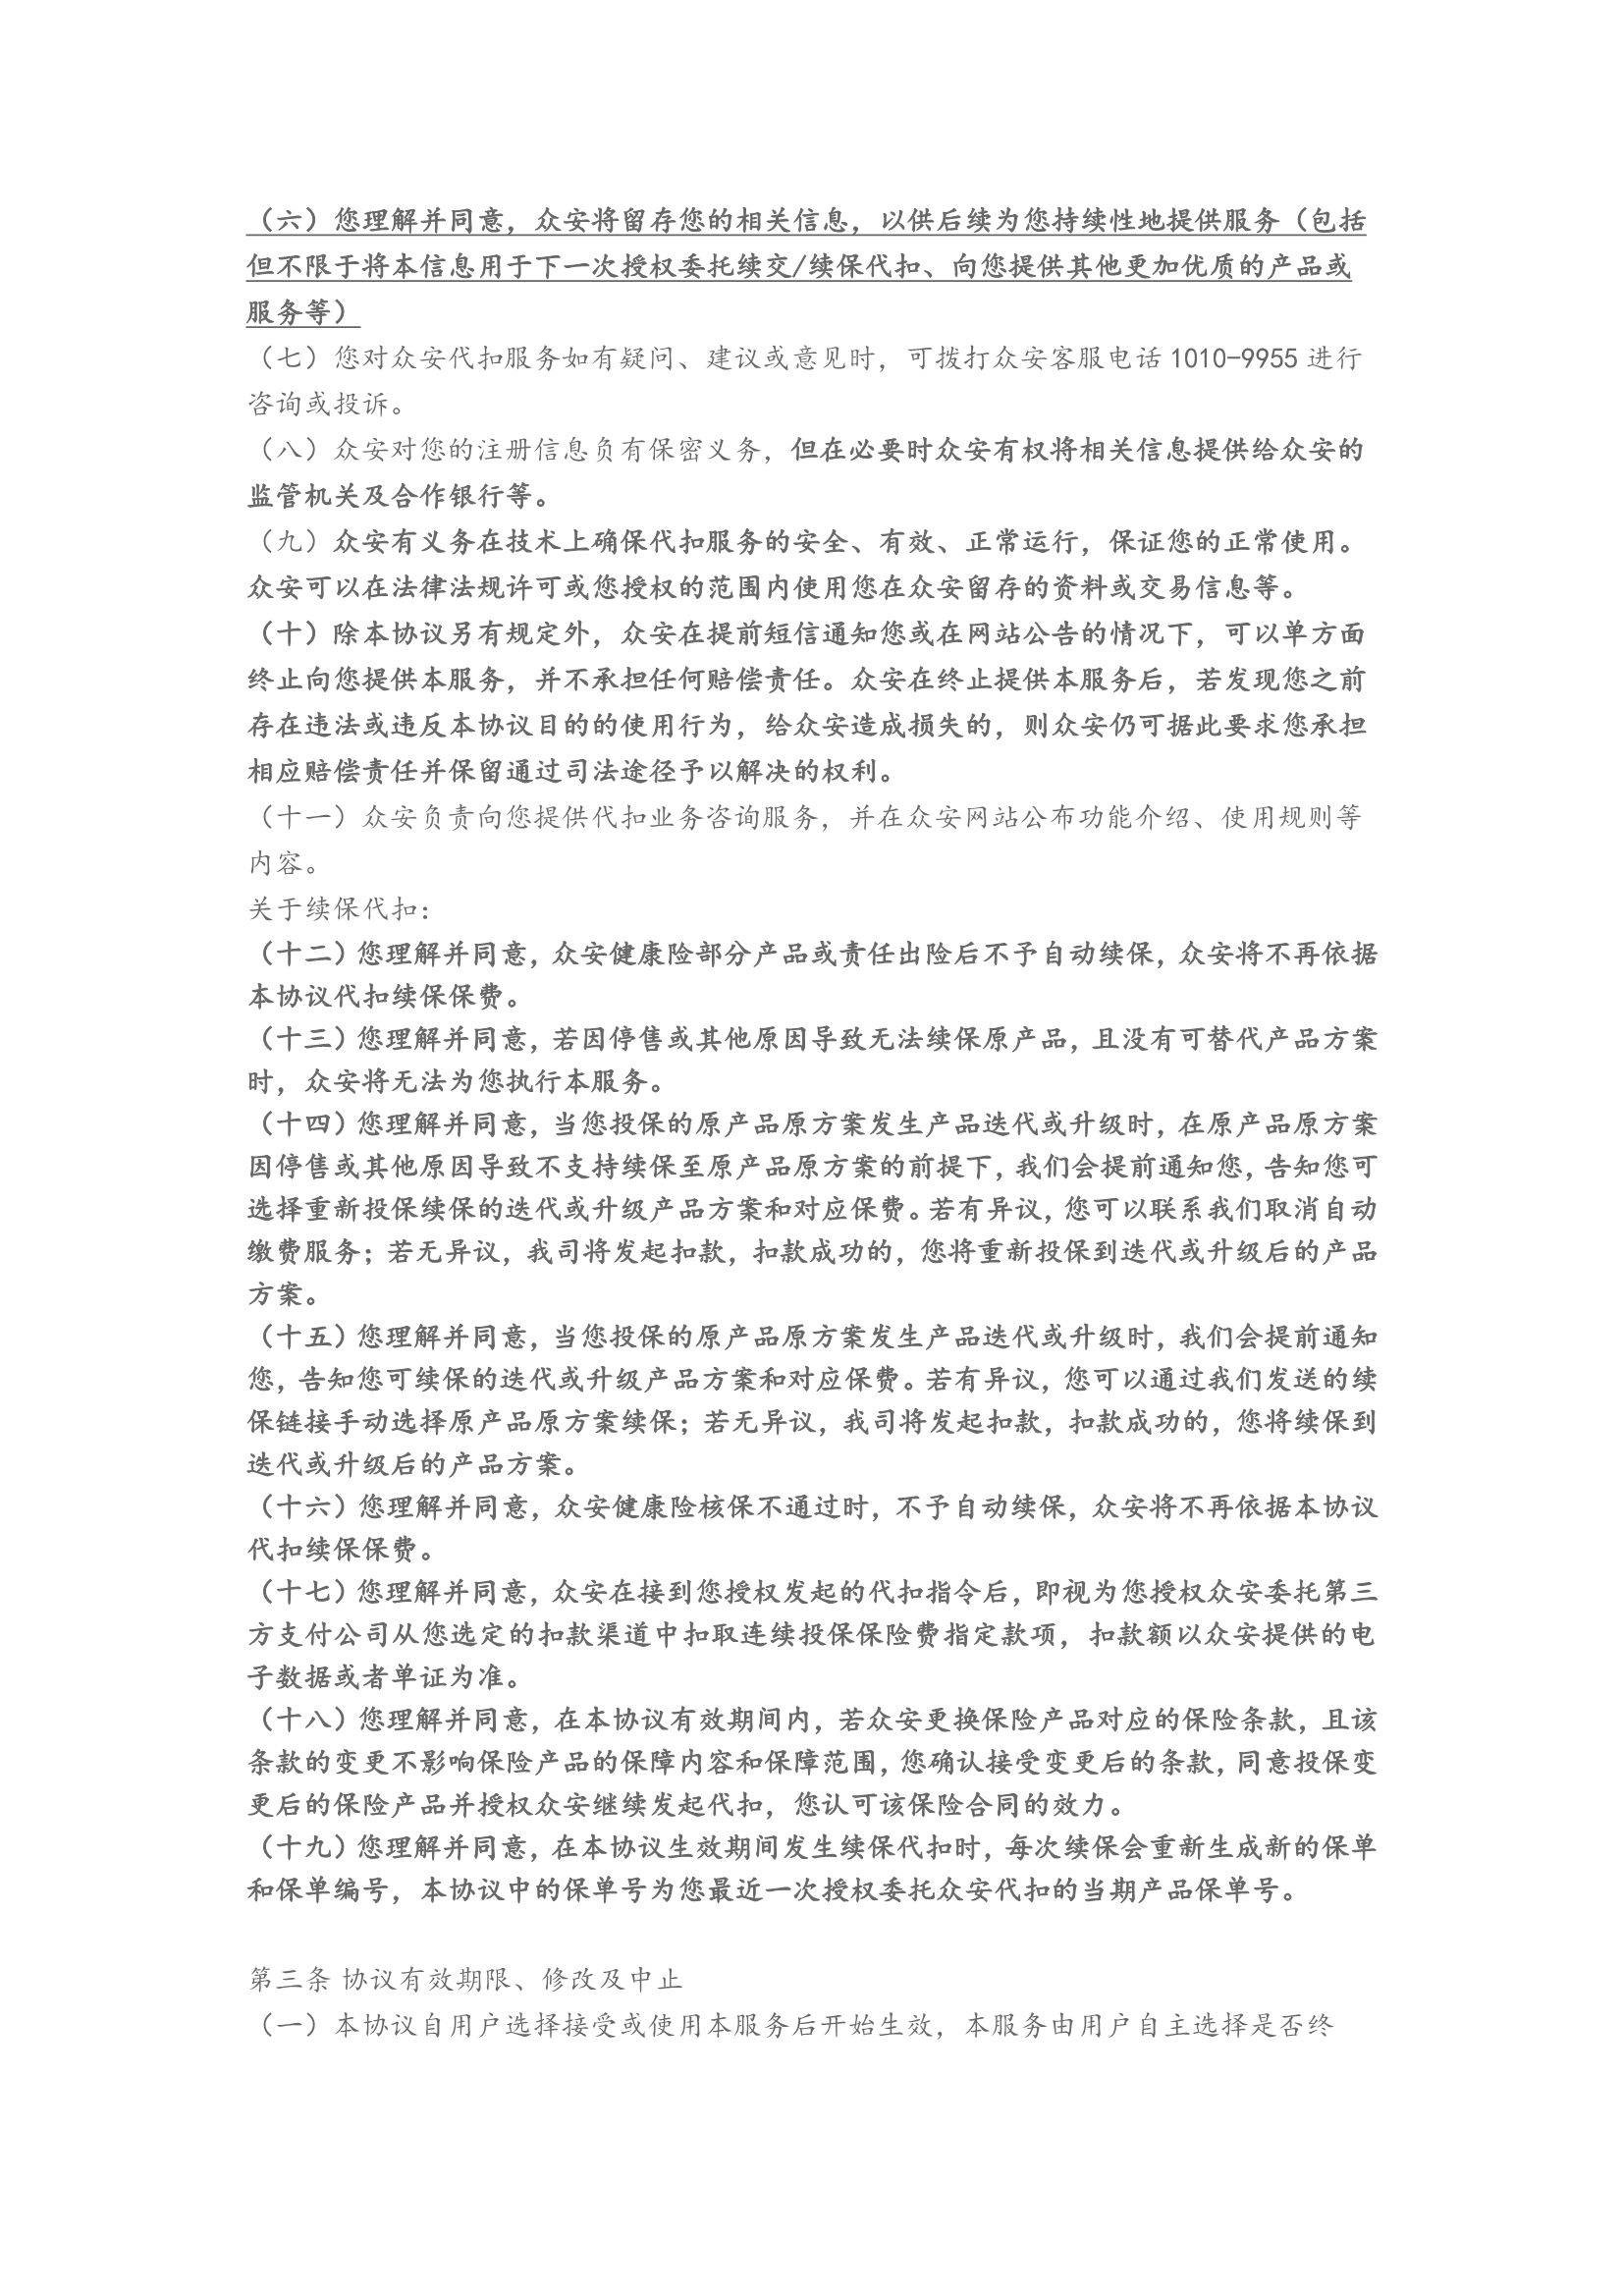 （六）您理解并同意，众安将留存您的相关信息，以供后续为您持续性地提供服务（包括
但不限于将本信息用于下一次授权委托续交/续保代扣、向您提供其他更加优质的产品或
服务等）
（七）您对众安代扣服务如有疑问、建议或意见时，可拨打众安客服电话 1010-9955 进行
咨询或投诉。
（八）众安对您的注册信息负有保密义务，但在必要时众安有权将相关信息提供给众安的
监管机关及合作银行等。
（九）众安有义务在技术上确保代扣服务的安全、有效、正常运行，保证您的正常使用。
众安可以在法律法规许可或您授权的范围内使用您在众安留存的资料或交易信息等。
（十）除本协议另有规定外，众安在提前短信通知您或在网站公告的情况下，可以单方面
终止向您提供本服务，并不承担任何赔偿责任。众安在终止提供本服务后，若发现您之前
存在违法或违反本协议目的的使用行为，给众安造成损失的，则众安仍可据此要求您承担
相应赔偿责任并保留通过司法途径予以解决的权利。
（十一）众安负责向您提供代扣业务咨询服务，并在众安网站公布功能介绍、使用规则等
内容。
关于续保代扣：
（十二）您理解并同意，众安健康险部分产品或责任出险后不予自动续保，众安将不再依据
本协议代扣续保保费。
（十三）您理解并同意，若因停售或其他原因导致无法续保原产品，且没有可替代产品方案
时，众安将无法为您执行本服务。
（十四）您理解并同意，当您投保的原产品原方案发生产品迭代或升级时，在原产品原方案
因停售或其他原因导致不支持续保至原产品原方案的前提下，我们会提前通知您，告知您可
选择重新投保续保的迭代或升级产品方案和对应保费。若有异议，您可以联系我们取消自动
缴费服务；若无异议，我司将发起扣款，扣款成功的，您将重新投保到迭代或升级后的产品
方案。
（十五）您理解并同意，当您投保的原产品原方案发生产品迭代或升级时，我们会提前通知
您，告知您可续保的迭代或升级产品方案和对应保费。若有异议，您可以通过我们发送的续
保链接手动选择原产品原方案续保；若无异议，我司将发起扣款，扣款成功的，您将续保到
迭代或升级后的产品方案。
（十六）您理解并同意，众安健康险核保不通过时，不予自动续保，众安将不再依据本协议
代扣续保保费。
（十七）您理解并同意，众安在接到您授权发起的代扣指令后，即视为您授权众安委托第三
方支付公司从您选定的扣款渠道中扣取连续投保保险费指定款项，扣款额以众安提供的电
子数据或者单证为准。
（十八）您理解并同意，在本协议有效期间内，若众安更换保险产品对应的保险条款，且该
条款的变更不影响保险产品的保障内容和保障范围，您确认接受变更后的条款，同意投保变
更后的保险产品并授权众安继续发起代扣，您认可该保险合同的效力。
（十九）您理解并同意，在本协议生效期间发生续保代扣时，每次续保会重新生成新的保单
和保单编号，本协议中的保单号为您最近一次授权委托众安代扣的当期产品保单号。
第三条 协议有效期限、修改及中止
（一）本协议自用户选择接受或使用本服务后开始生效，本服务由用户自主选择是否终